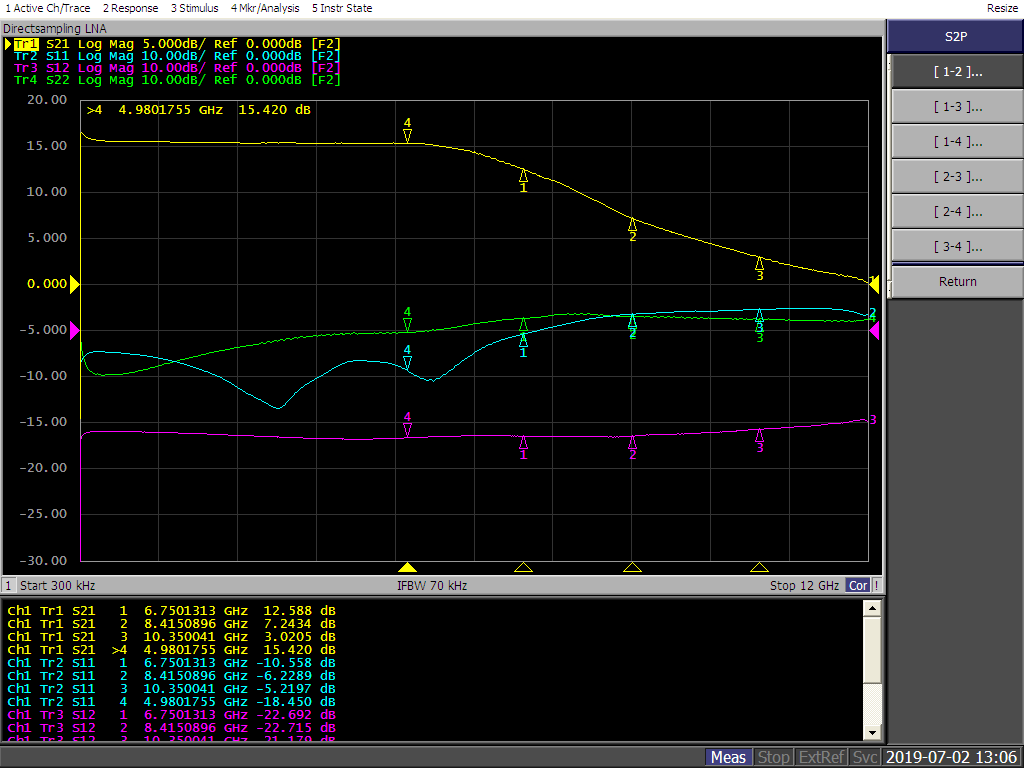 1 Active Ch/Trace 2 Response 3 Stimulus 4 Mkr/Analysis 5 Instr State Resize
Directsampling LNA
S2P
Tr1 S21 Log Mag 5.000dB/ Ref 0.000dB [F2]
Tr2 S11 Log Mag 10.00dB/ Ref 0.000dB [F2]
Tr3 S12 Log Mag 10.00dB/ Ref 0.000dB [F2]
Tr4 S22 Log Mag 10.00dB/ Ref 0.000dB [F2]
[ 1-2 ]...
[ 1-3 ]...
[ 1-4 ]...
[ 2-3 ]...
[ 2-4 ]...
[ 3-4 ]...
Return
20.00
>4 4.9801755 GHz 15.420 dB
4
15.00
1
10.00
2
5.000
3
0.000
1
4
2
4
-5.000
4
1
2
3
3
-10.00
-15.00
4
3
1
2
3
-20.00
-25.00
-30.00
1 Start 300 kHz IFBW 70 kHz Stop 12 GHz Cor !
Ch1 Tr1 S21 1 6.7501313 GHz 12.588 dB
Ch1 Tr1 S21 2 8.4150896 GHz 7.2434 dB
Ch1 Tr1 S21 3 10.350041 GHz 3.0205 dB
Ch1 Tr1 S21 >4 4.9801755 GHz 15.420 dB
Ch1 Tr2 S11 1 6.7501313 GHz -10.558 dB
Ch1 Tr2 S11 2 8.4150896 GHz -6.2289 dB
Ch1 Tr2 S11 3 10.350041 GHz -5.2197 dB
Ch1 Tr2 S11 4 4.9801755 GHz -18.450 dB
Ch1 Tr3 S12 1 6.7501313 GHz -22.692 dB
Ch1 Tr3 S12 2 8.4150896 GHz -22.715 dB
Ch1 Tr3 S12 3 10.350041 GHz -21.179 dB
Meas Stop ExtRef Svc 2019-07-02 13:06